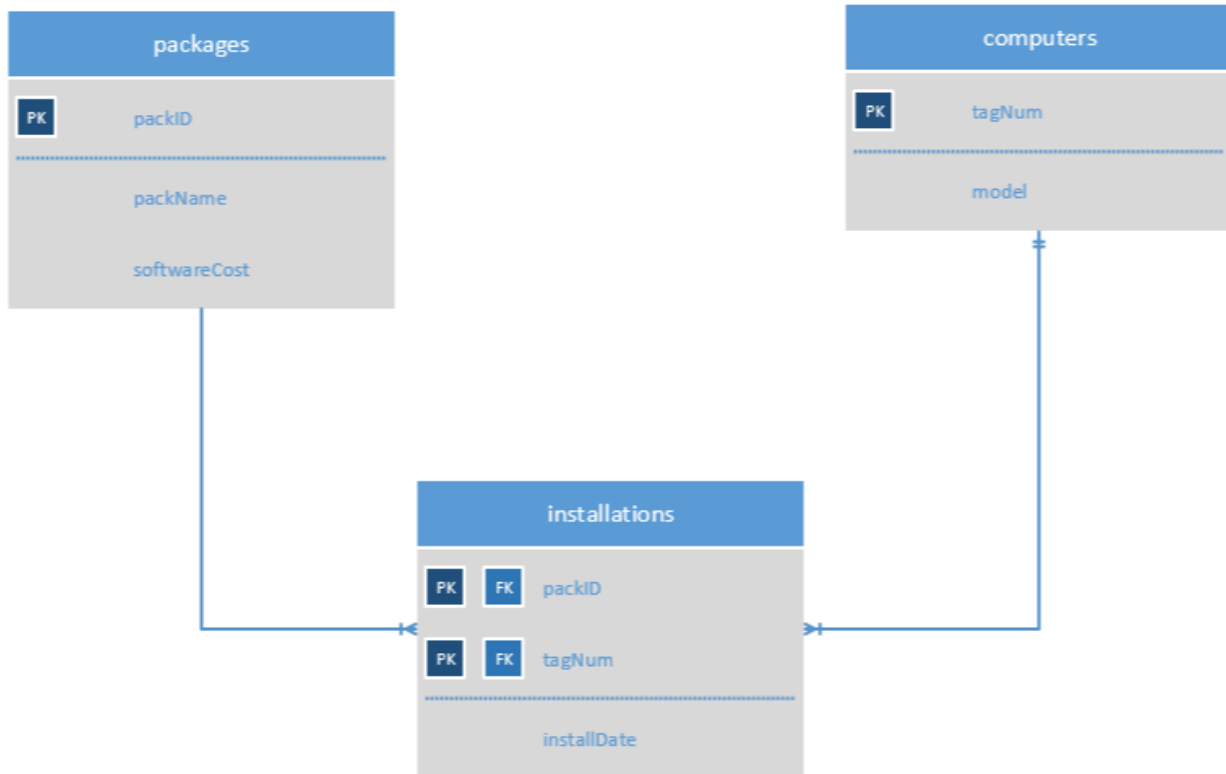 packages
PK packID
packName
softwareCost
computers
PK tagNum
model
installations
PK FK packID
PK FK tagNum
installDate